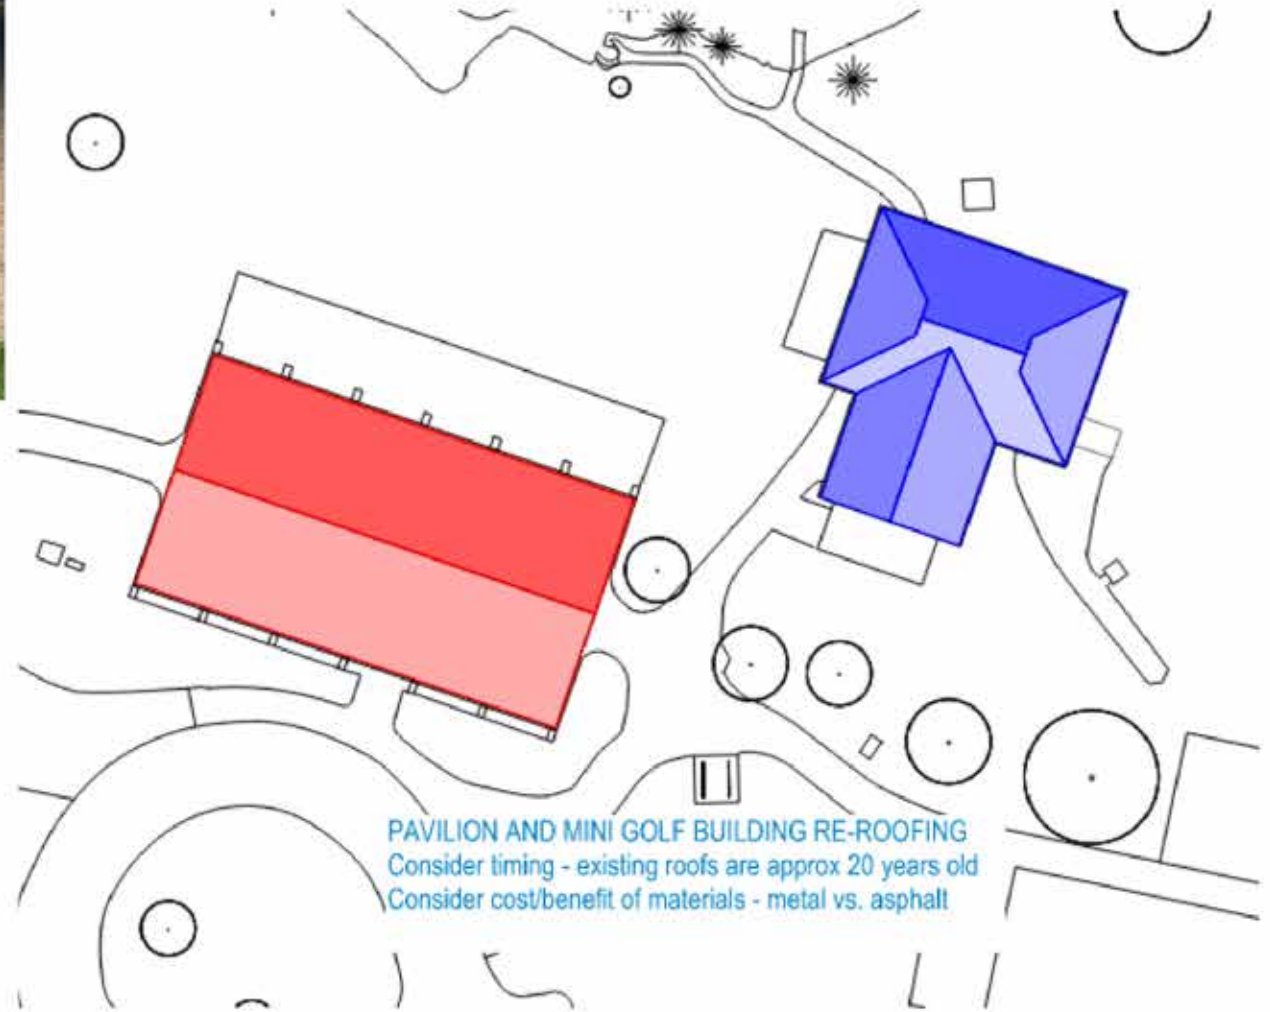 PAVILION AND MINI GOLF BUILDING RE-ROOFING
Consider timing - existing roofs are approx 20 years old
Consider cost/benefit of materials - metal vs. asphalt